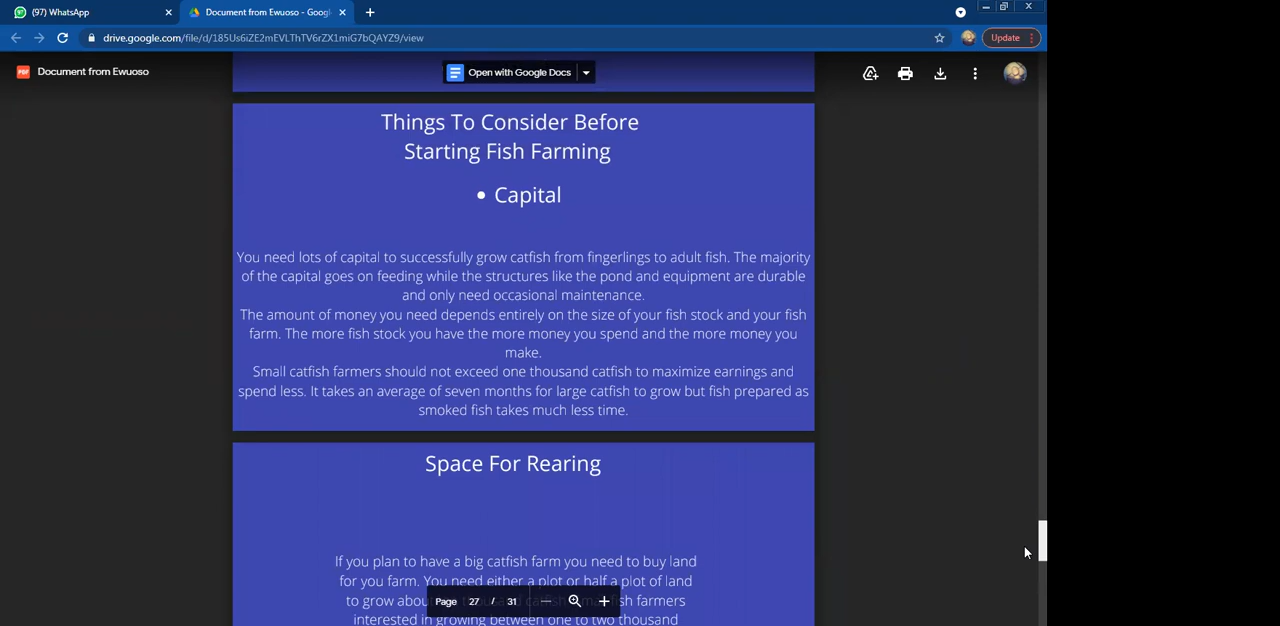 (97) WhatsApp
Document from Ewuoso - Googl
drive.google.com/file/d/185Us6iZE2mEVLThTV6rZX1miG7bQAYZ9/view
Update
PDF
Document from Ewuoso
Open with Google Docs
Things To Consider Before
Starting Fish Farming
• Capital
You need lots of capital to successfully grow catfish from fingerlings to adult fish. The majority
of the capital goes on feeding while the structures like the pond and equipment are durable
and only need occasional maintenance.
The amount of money you need depends entirely on the size of your fish stock and your fish
farm. The more fish stock you have the more money you spend and the more money you
make.
Small catfish farmers should not exceed one thousand catfish to maximize earnings and
spend less. It takes an average of seven months for large catfish to grow but fish prepared as
smoked fish takes much less time.
Space For Rearing
If you plan to have a big catfish farm you need to buy land
for you farm. You need either a plot or half a plot of land
to grow farmers
interested in growing between one to two thousand
Page 27 / 31